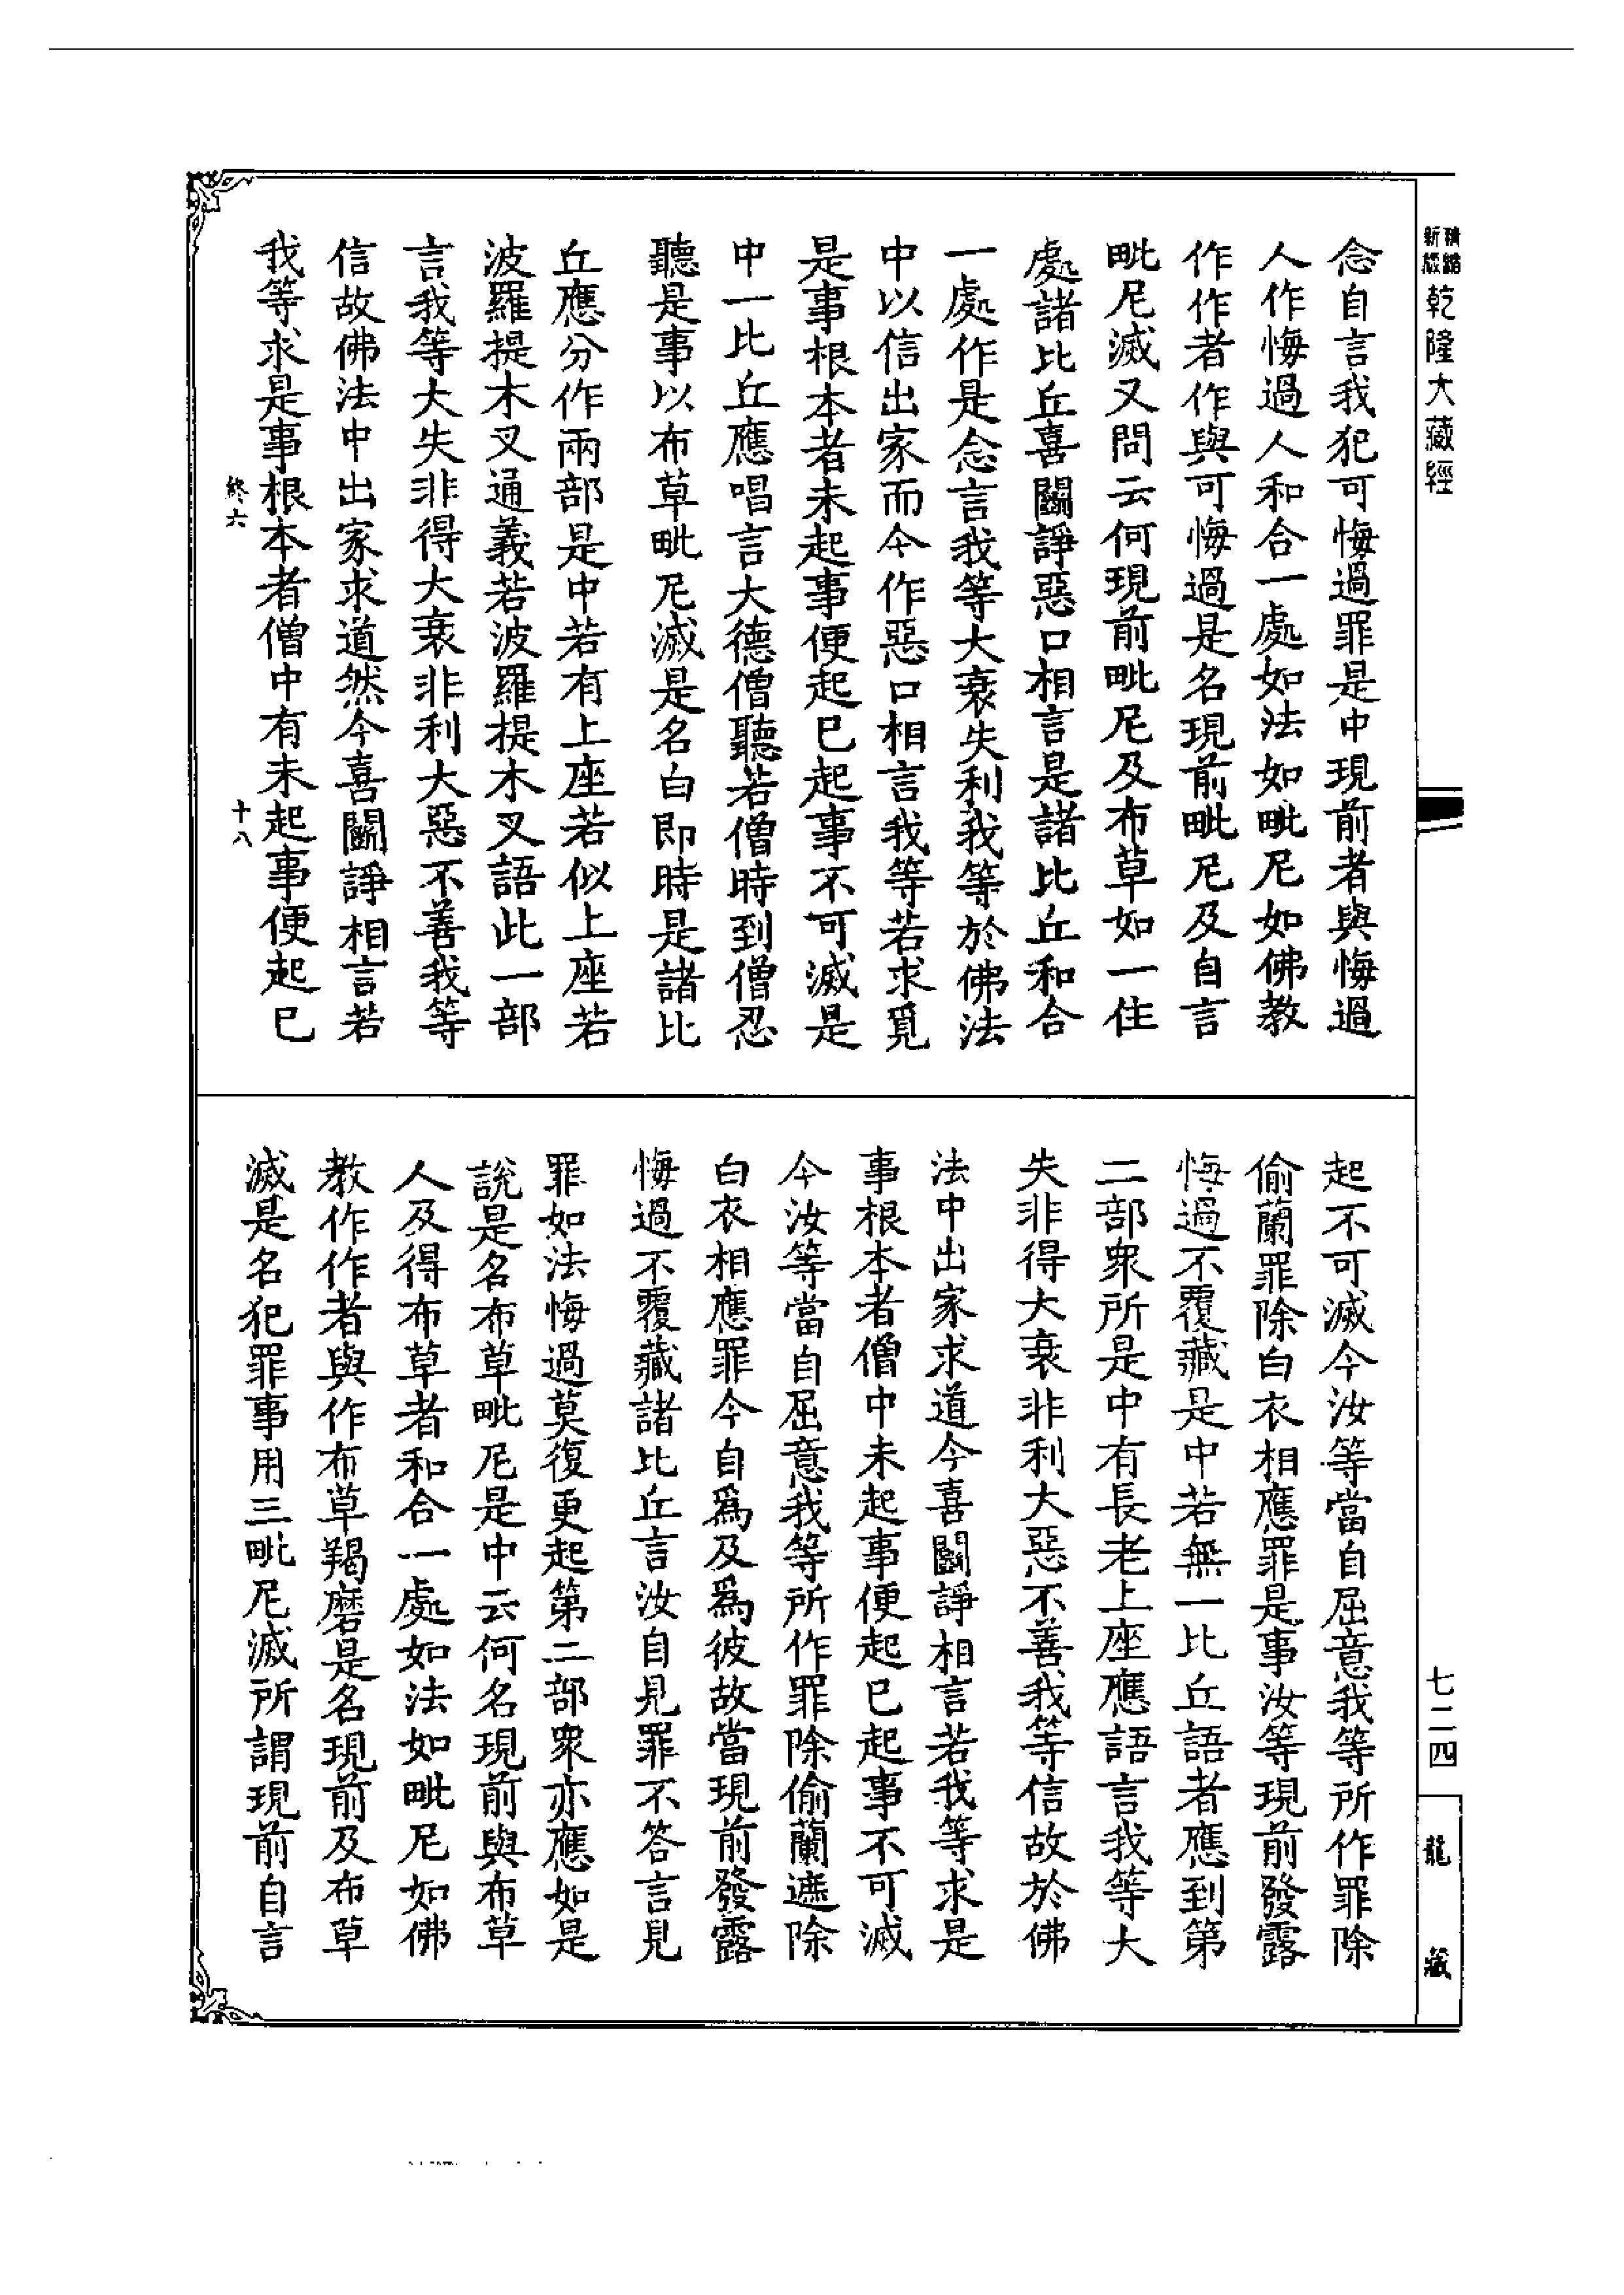 新編縮 乾隆大藏經
念自言我犯可悔過罪是中現前者與悔過
人作悔過人和合一處如法如毗尼如佛教
作作者作與可悔過是名現前毗尼及自言
毗尼滅又問云何現前毗尼及布草如一住
處諸比丘喜鬬諍惡口相言是諸比丘和合
一處作是念言我等大衰失利我等於佛法
中以信出家而今作惡口相言我等若求覓
是事根本者未起事便起已起事不可滅是
中一比丘應唱言大德僧聽若僧時到僧忍
聽是事以布草毗尼滅是名白即時是諸比
丘應分作兩部是中若有上座若似上座若
波羅提木叉通義若波羅提木叉語此一部
言我等大失非得大衰非利大惡不善我等
信故佛法中出家求道然今喜鬬諍相言若
我等求是事根本者僧中有未起事便起已
終六 十八
起不可滅今汝等當自屈意我等所作罪除
偷蘭罪除白衣相應罪是事汝等現前發露
悔過不覆藏是中若無一比丘語者應到第
二部眾所是中有長老上座應語言我等大
失非得大衰非利大惡不善我等信故於佛
法中出家求道今喜鬬諍相言若我等求是
事根本者僧中未起事便起已起事不可滅
今汝等當自屈意我等所作罪除偷蘭遮除
白衣相應罪今自爲及爲彼故當現前發露
悔過不覆藏諸比丘言汝自見罪不答言見
罪如法悔過莫復更起第二部眾亦應如是
說是名布草毗尼是中云何名現前與布草
人及得布草者和合一處如法如毗尼如佛
教作作者與作布草羯磨是名現前及布草
滅是名犯罪事用三毗尼滅所謂現前自言
七二四
龍藏